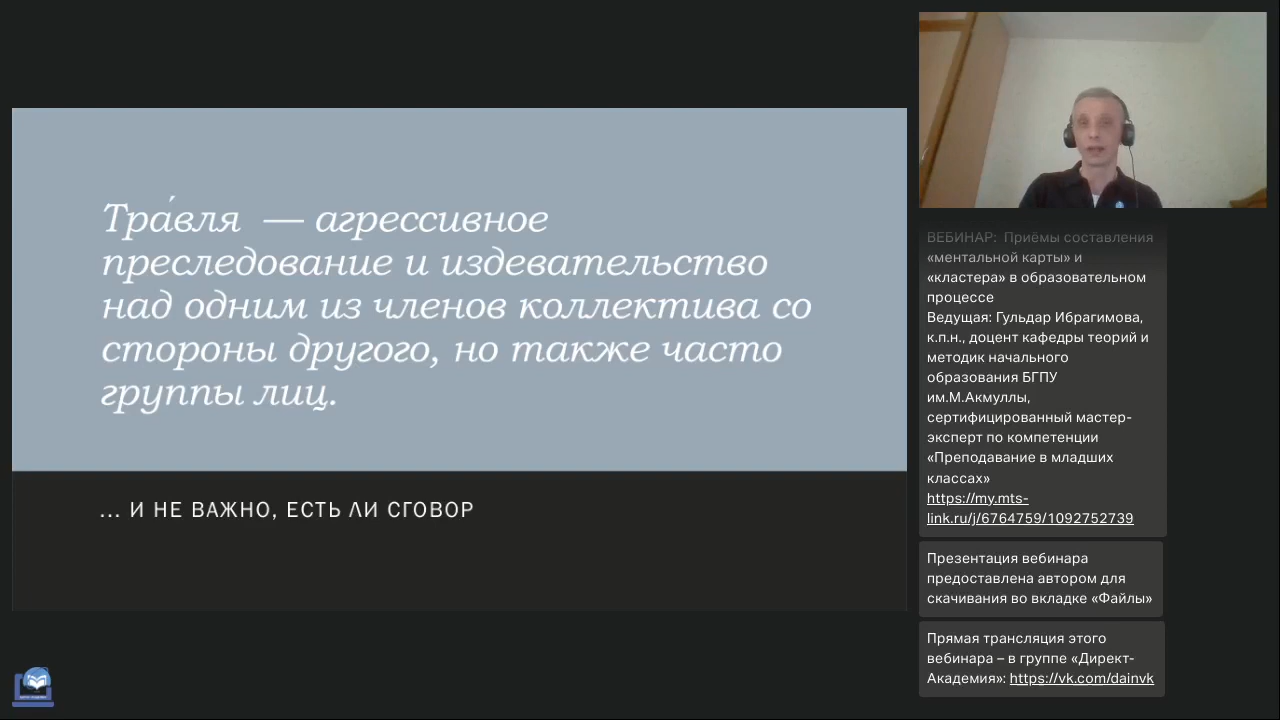 Тра́вля — агрессивное
преследование и издевательство
над одним из членов коллектива со
стороны другого, но также часто
группы лиц.
... И НЕ ВАЖНО, ЕСТЬ ЛИ СГОВОР
ВЕБИНАР: Приёмы составления
«ментальной карты» и
«кластера» в образовательном
процессе
Ведущая: Гульдар Ибрагимова,
к.п.н., доцент кафедры теорий и
методик начального
образования БГПУ
им.М.Акмуллы,
сертифицированный мастер-
эксперт по компетенции
«Преподавание в младших
классах»
https://my.mts-
link.ru/j/6764759/1092752739
Презентация вебинара
предоставлена автором для
скачивания во вкладке «Файлы»
Прямая трансляция этого
вебинара – в группе «Директ-
Академия»: https://vk.com/dainvk